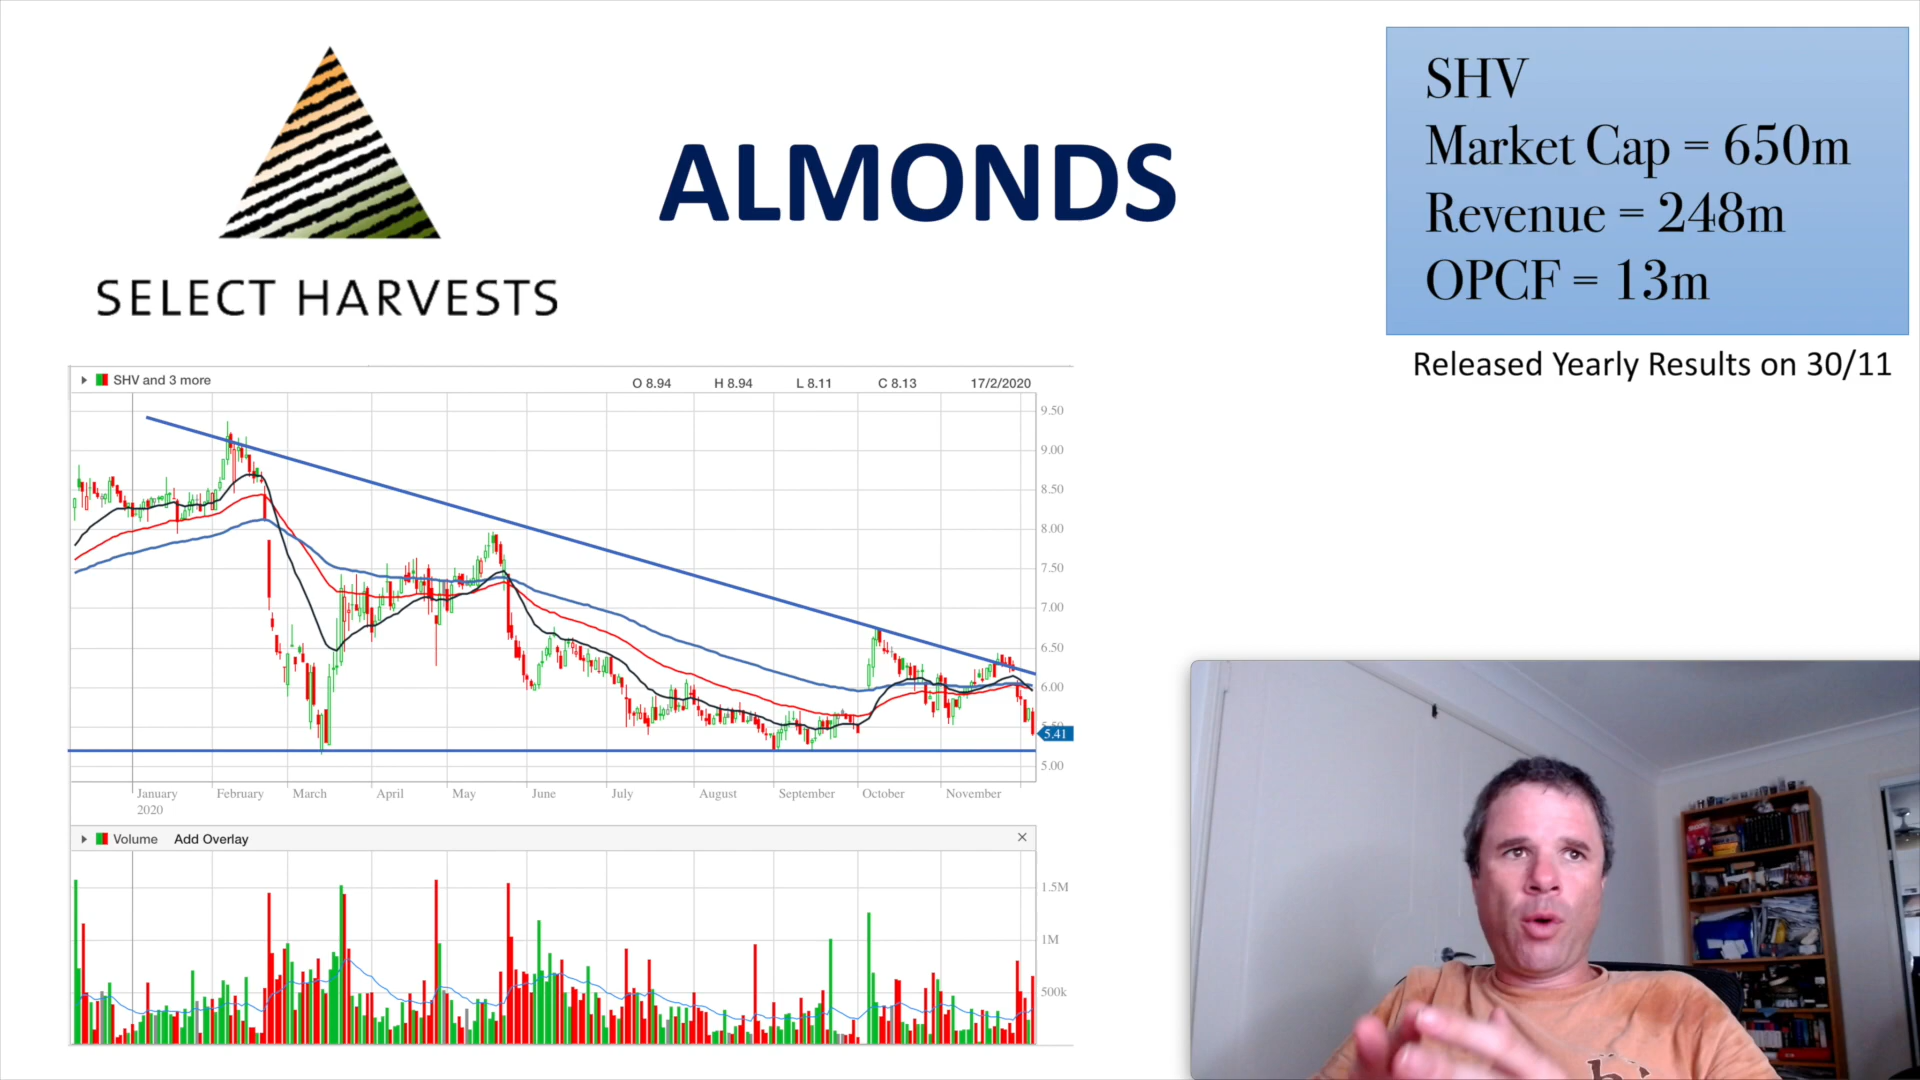 SELECT HARVESTS
ALMONDS
SHV
Market Cap = 650m
Revenue = 248m
OPCF = 13m
Released Yearly Results on 30/11
SHV and 3 more
O 8.94 H 8.94 L 8.11 C 8.13 17/2/2020
9.50
9.00
8.50
8.00
7.50
7.00
6.50
6.00
5.41
5.00
January February March April May June July August September October November
2020
Volume Add Overlay
1.5M
1M
500k